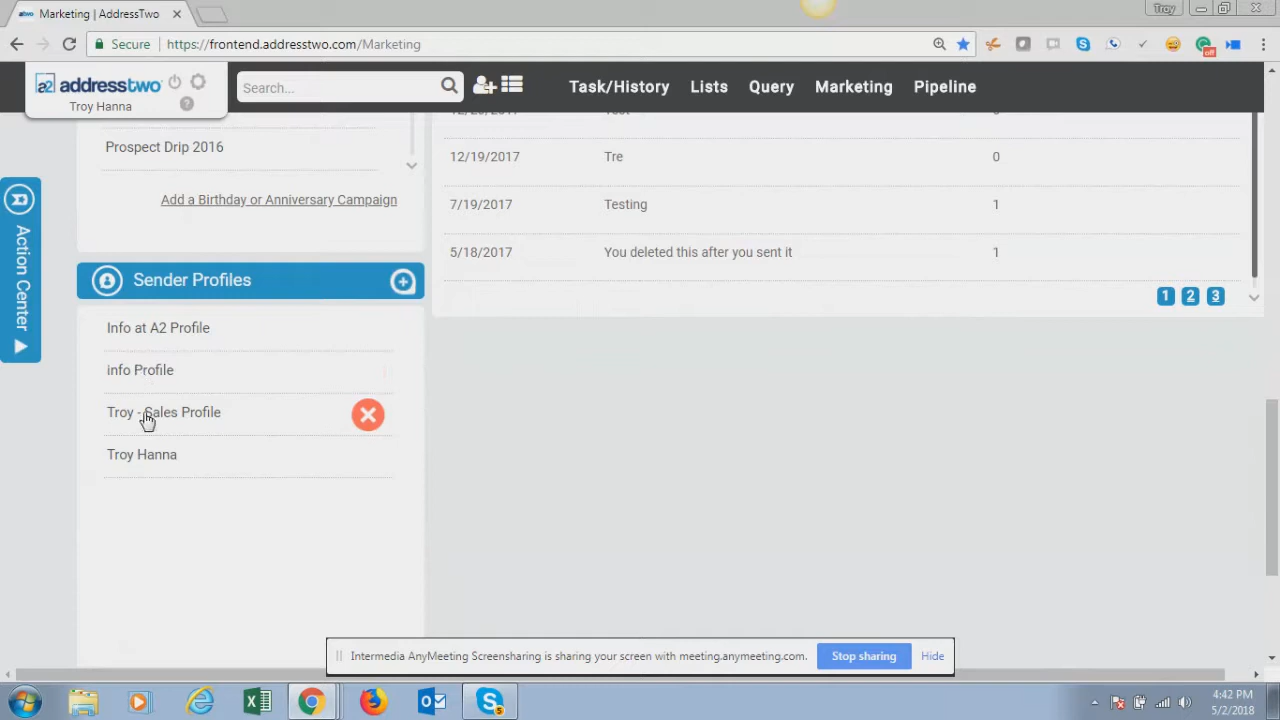 Marketing | AddressTwo
Troy
Secure https://frontend.addresstwo.com/Marketing
off
a2 addresstwo
Troy Hanna
Search...
Task/History Lists Query Marketing Pipeline
Action Center
Prospect Drip 2016
Add a Birthday or Anniversary Campaign
12/19/2017 Tre 0
7/19/2017 Testing 1
5/18/2017 You deleted this after you sent it 1
1 2 3
Sender Profiles
Info at A2 Profile
info Profile
Troy - Sales Profile
Troy Hanna
Intermedia AnyMeeting Screensharing is sharing your screen with meeting.anymeeting.com. Stop sharing Hide
4:42 PM
5/2/2018